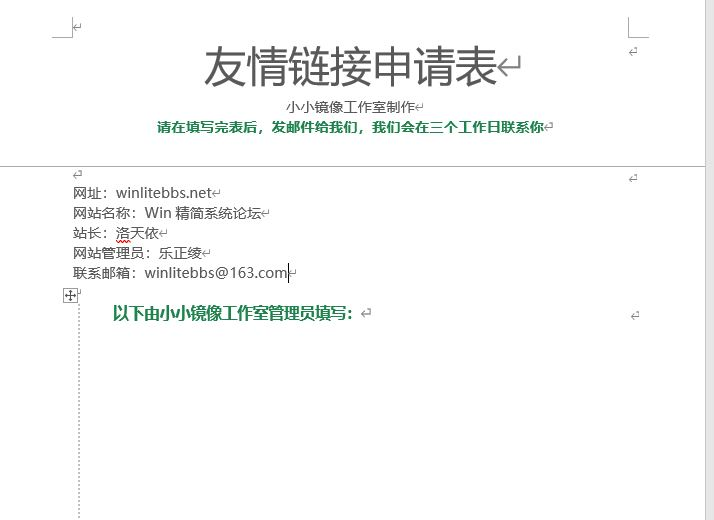 友情链接申请表
小小镜像工作室制作
请在填写完表后，发邮件给我们，我们会在三个工作日联系你
网址：winlitebbs.net
网站名称：Win 精简系统论坛
站长：洛天依
网站管理员：乐正绫
联系邮箱：winlitebbs@163.com
以下由小小镜像工作室管理员填写：